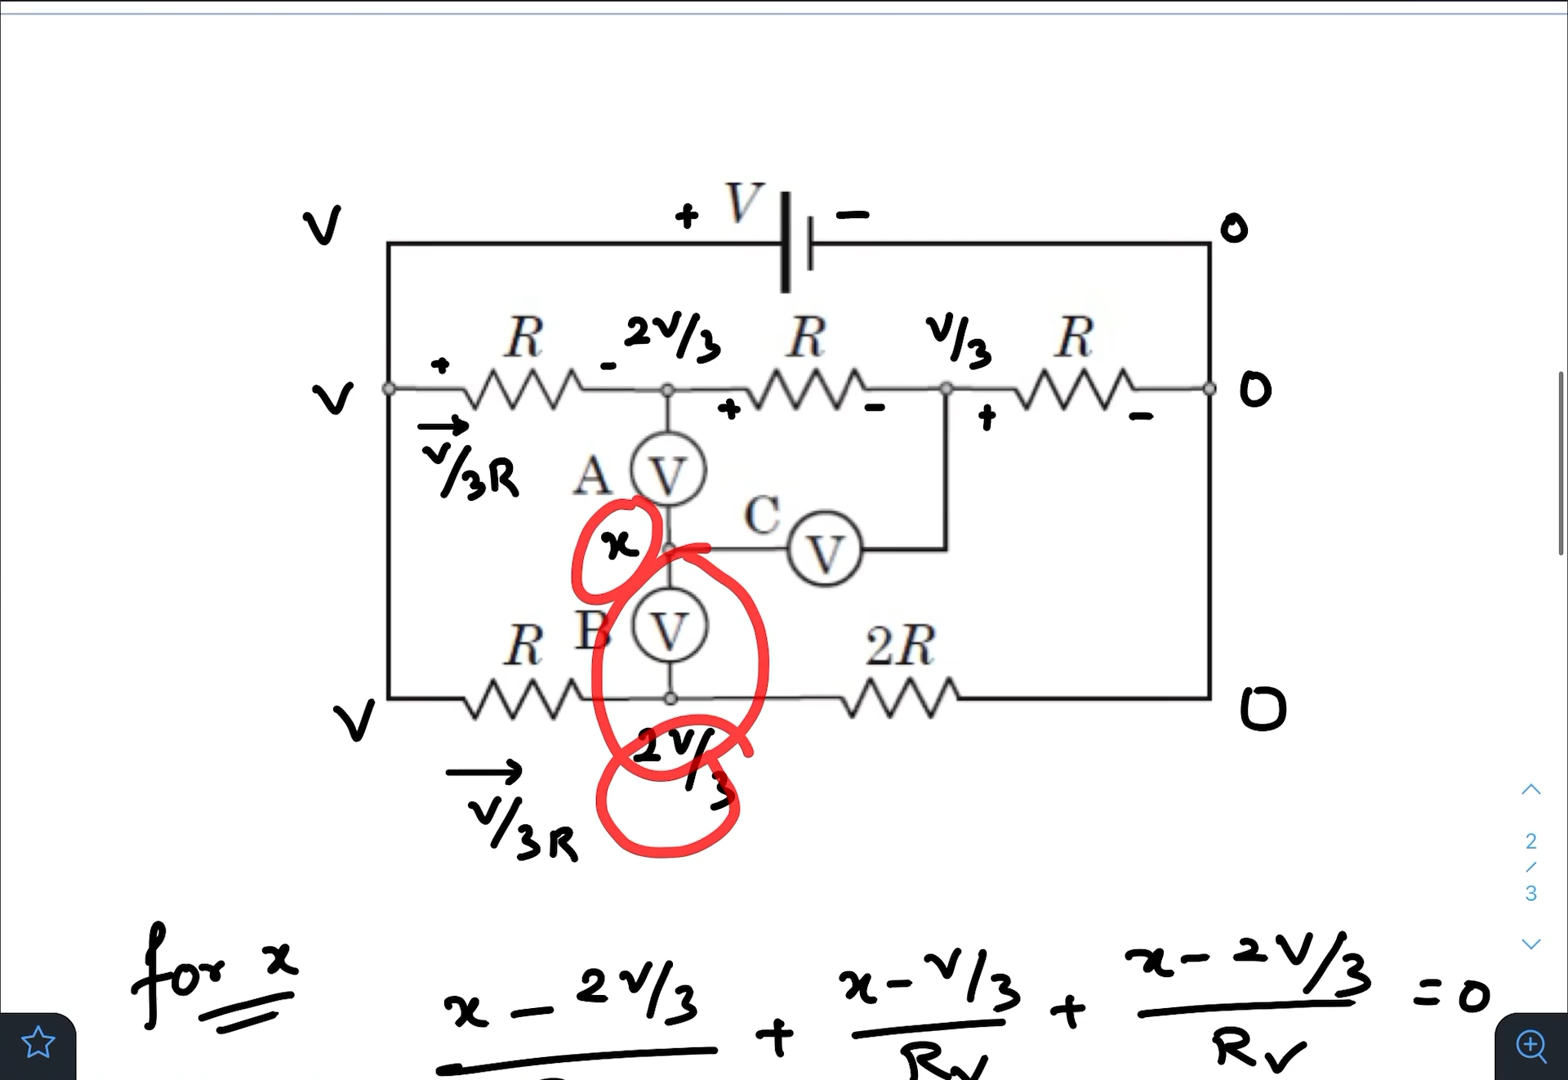 V + V − 0
R 2V/3 R V/3 R
V + − + − + − 0
V/3R
A V
C V
x
B V
R 2R
V 2V/3 0
V/3R
for x
x − 2V/3 + x − V/3 / Rv + x − 2V/3 / Rv = 0
2
/
3